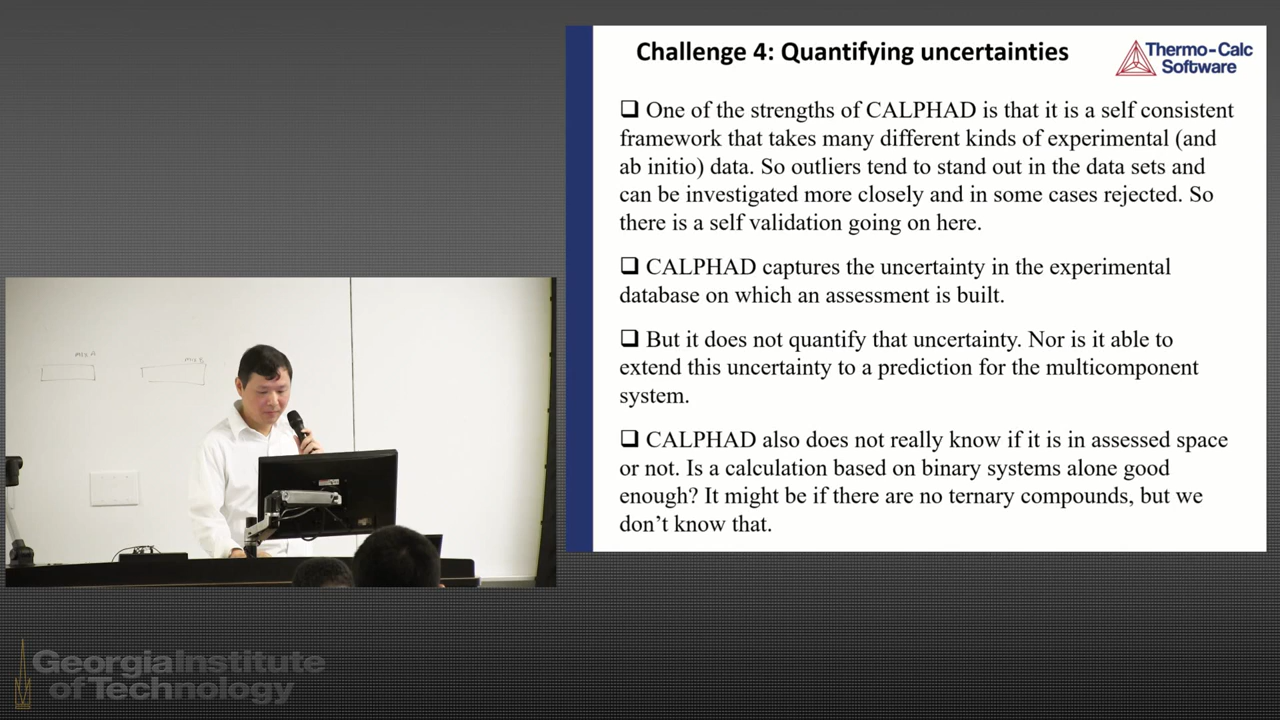 Challenge 4: Quantifying uncertainties
Thermo-Calc
Software
❑ One of the strengths of CALPHAD is that it is a self consistent
framework that takes many different kinds of experimental (and
ab initio) data. So outliers tend to stand out in the data sets and
can be investigated more closely and in some cases rejected. So
there is a self validation going on here.
❑ CALPHAD captures the uncertainty in the experimental
database on which an assessment is built.
❑ But it does not quantify that uncertainty. Nor is it able to
extend this uncertainty to a prediction for the multicomponent
system.
❑ CALPHAD also does not really know if it is in assessed space
or not. Is a calculation based on binary systems alone good
enough? It might be if there are no ternary compounds, but we
don’t know that.
Georgia Institute
of Technology